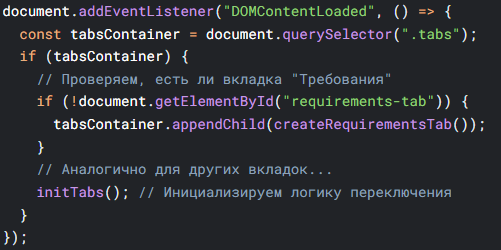 document.addEventListener("DOMContentLoaded", () => {
  const tabsContainer = document.querySelector(".tabs");
  if (tabsContainer) {
    // Проверяем, есть ли вкладка "Требования"
    if (!document.getElementById("requirements-tab")) {
      tabsContainer.appendChild(createRequirementsTab());
    }
    // Аналогично для других вкладок...
    initTabs(); // Инициализируем логику переключения
  }
});